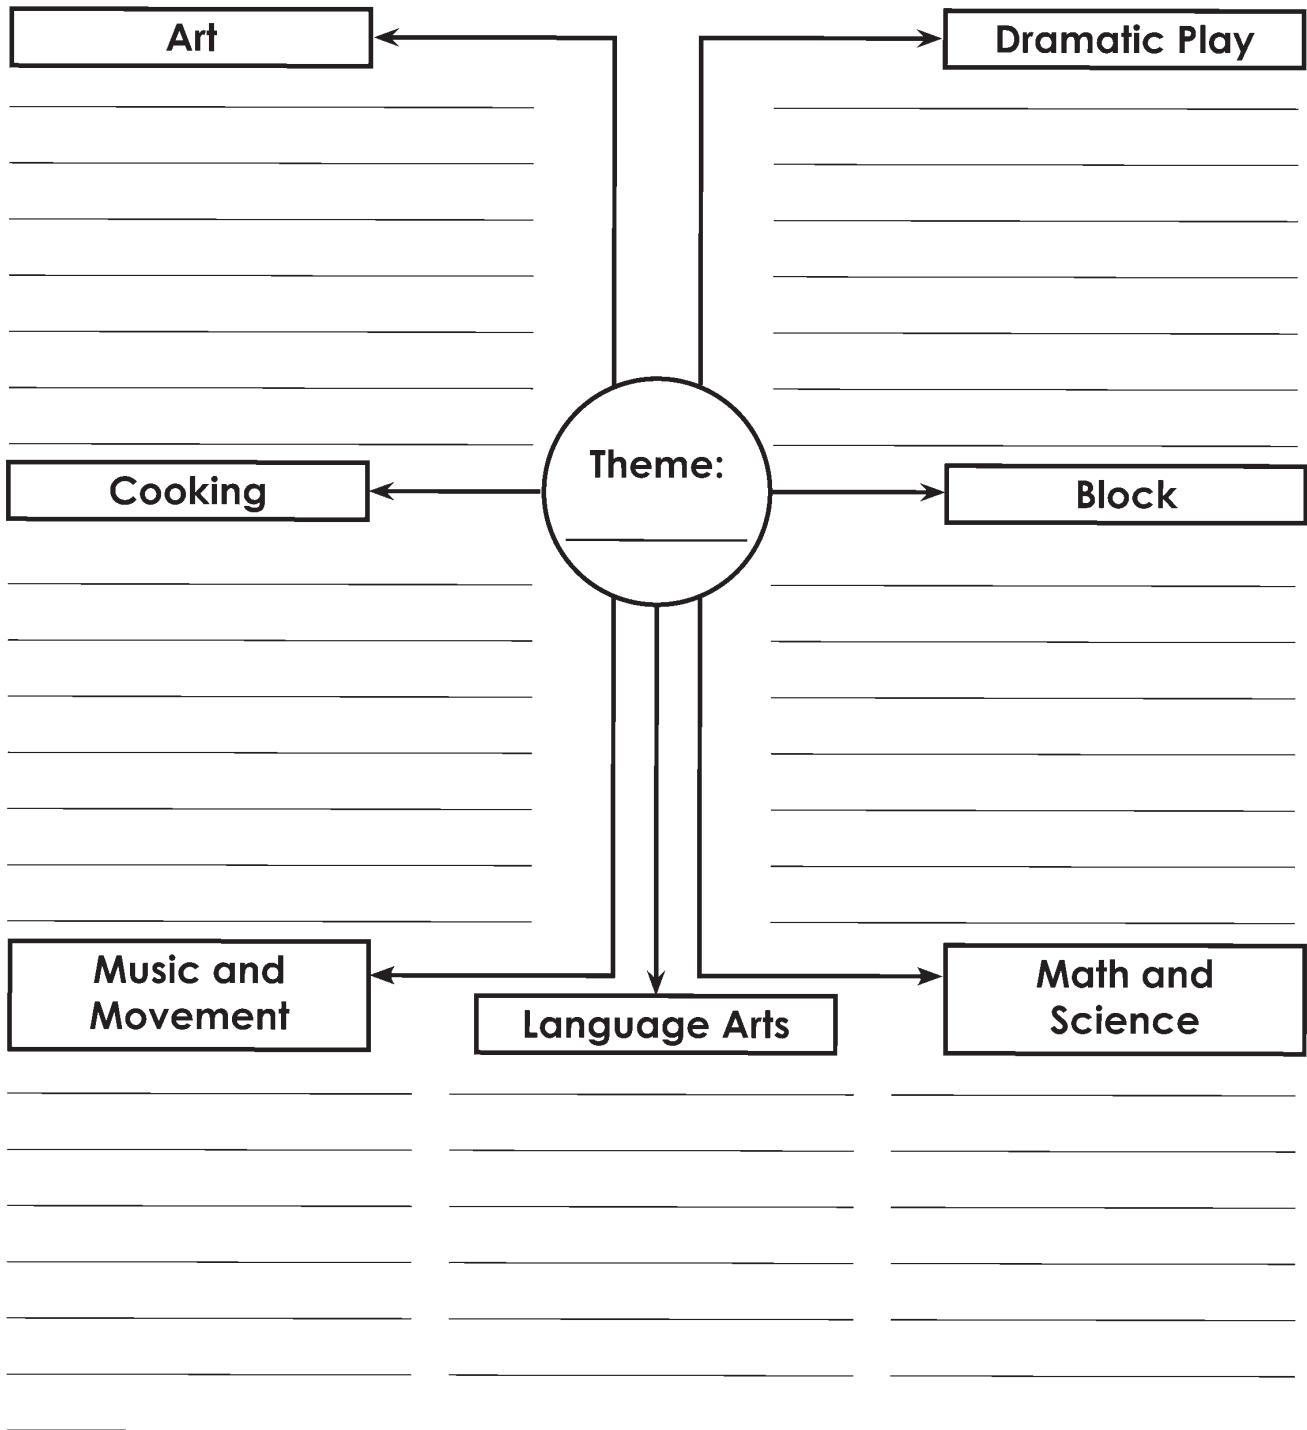 Art
Dramatic Play
Theme:
Cooking
Block
Music and
Movement
Language Arts
Math and
Science